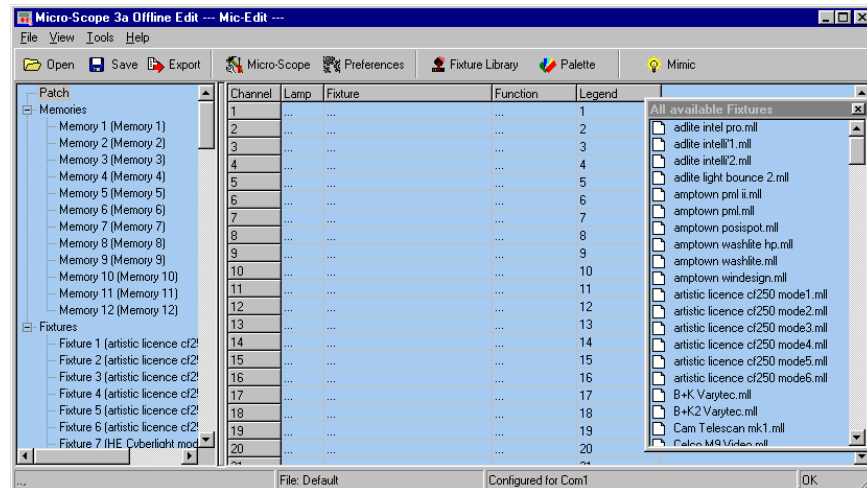 Micro-Scope 3a Offline Edit --- Mic-Edit ---
File View Tools Help
Open Save Export Micro-Scope Preferences Fixture Library Palette Mimic
Patch
Memories
Memory 1 (Memory 1)
Memory 2 (Memory 2)
Memory 3 (Memory 3)
Memory 4 (Memory 4)
Memory 5 (Memory 5)
Memory 6 (Memory 6)
Memory 7 (Memory 7)
Memory 8 (Memory 8)
Memory 9 (Memory 9)
Memory 10 (Memory 10)
Memory 11 (Memory 11)
Memory 12 (Memory 12)
Fixtures
Fixture 1 (artistic licence cf2
Fixture 2 (artistic licence cf2
Fixture 3 (artistic licence cf2
Fixture 4 (artistic licence cf2
Fixture 5 (artistic licence cf2
Fixture 6 (artistic licence cf2
Fixture 7 (HE Cyberlight mod
Channel Lamp Fixture Function Legend
1 ... ... ... 1
2 ... ... ... 2
3 ... ... ... 3
4 ... ... ... 4
5 ... ... ... 5
6 ... ... ... 6
7 ... ... ... 7
8 ... ... ... 8
9 ... ... ... 9
10 ... ... ... 10
11 ... ... ... 11
12 ... ... ... 12
13 ... ... ... 13
14 ... ... ... 14
15 ... ... ... 15
16 ... ... ... 16
17 ... ... ... 17
18 ... ... ... 18
19 ... ... ... 19
20 ... ... ... 20
All available Fixtures
adlite intel pro.mll
adlite intelli'1.mll
adlite intelli'2.mll
adlite light bounce 2.mll
amptown pml ii.mll
amptown pml.mll
amptown posispot.mll
amptown washlite hp.mll
amptown washlite.mll
amptown windesign.mll
artistic licence cf250 mode1.mll
artistic licence cf250 mode2.mll
artistic licence cf250 mode3.mll
artistic licence cf250 mode4.mll
artistic licence cf250 mode5.mll
artistic licence cf250 mode6.mll
B+K Varytec.mll
B+K2 Varytec.mll
Cam Telescan mk1.mll
Celco M9 Video.mll
.., File: Default Configured for Com1 OK